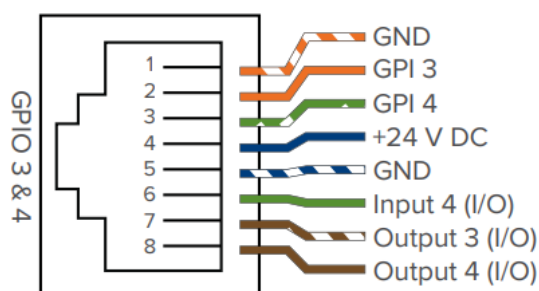 GPIO 3 & 4
1
2
3
4
5
6
7
8
GND
GPI 3
GPI 4
+24 V DC
GND
Input 4 (I/O)
Output 3 (I/O)
Output 4 (I/O)